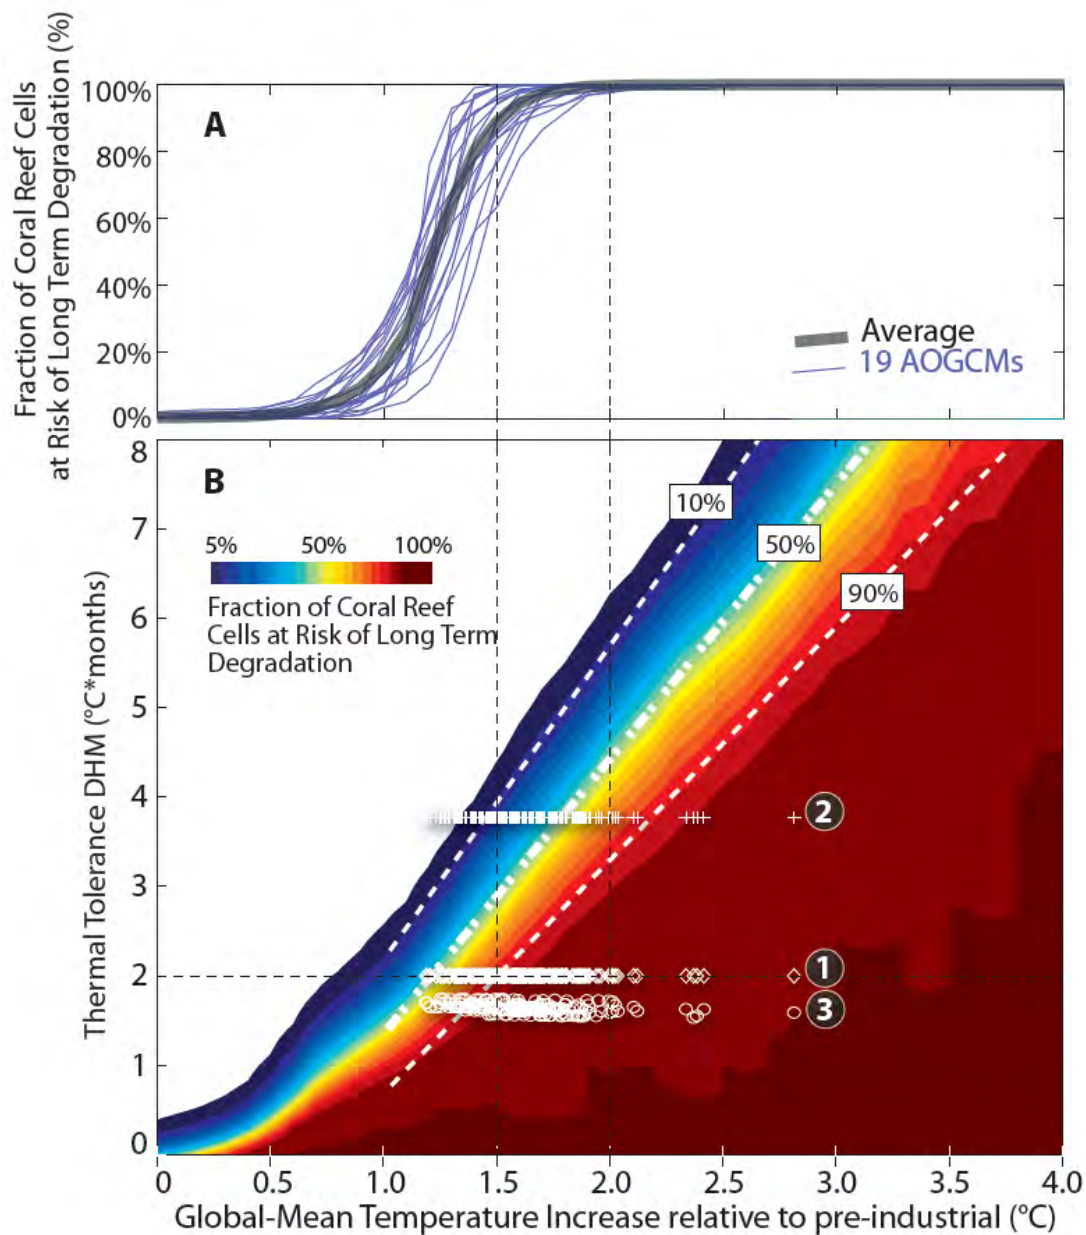 Fraction of Coral Reef Cells
at Risk of Long Term Degradation (%)
100%
80%
60%
40%
20%
0%
A
Average
19 AOGCMs
Thermal Tolerance DHM (°C*months)
8
7
6
5
4
3
2
1
0
B
5% 50% 100%
Fraction of Coral Reef
Cells at Risk of Long Term
Degradation
10%
50%
90%
2
1
3
0 0.5 1.0 1.5 2.0 2.5 3.0 3.5 4.0
Global-Mean Temperature Increase relative to pre-industrial (°C)